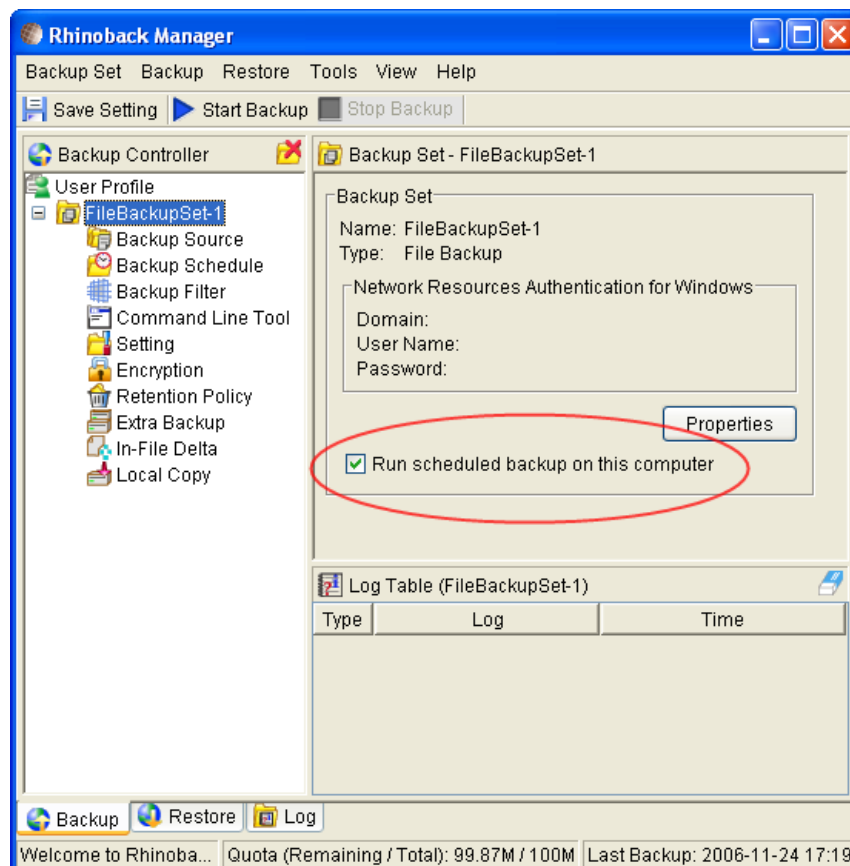 Rhinoback Manager
Backup Set Backup Restore Tools View Help
Save Setting Start Backup Stop Backup
Backup Controller
User Profile
FileBackupSet-1
Backup Source
Backup Schedule
Backup Filter
Command Line Tool
Setting
Encryption
Retention Policy
Extra Backup
In-File Delta
Local Copy
Backup Set - FileBackupSet-1
Backup Set
Name: FileBackupSet-1
Type: File Backup
Network Resources Authentication for Windows
Domain:
User Name:
Password:
Properties
Run scheduled backup on this computer
Log Table (FileBackupSet-1)
Type Log Time
Backup Restore Log
Welcome to Rhinoba... Quota (Remaining / Total): 99.87M / 100M Last Backup: 2006-11-24 17:19